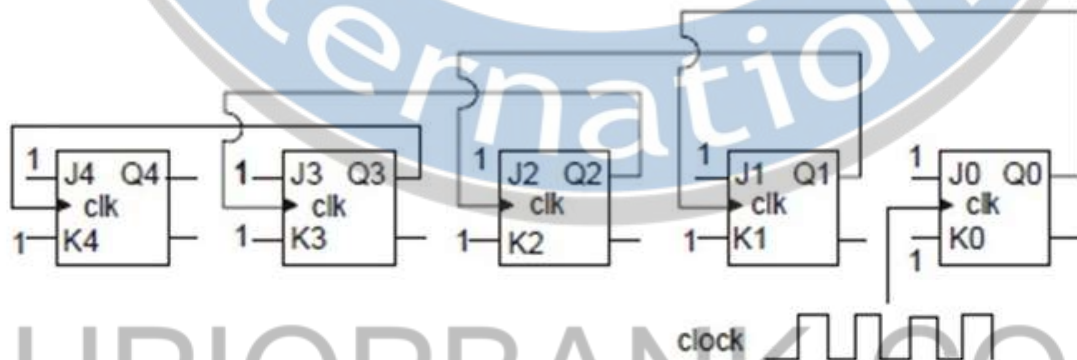 ternation
1 1 1 1 1
J4 Q4 J3 Q3 J2 Q2 J1 Q1 J0 Q0
clk clk clk clk clk
1 K4 1 K3 1 K2 1 K1 K0
1
clock